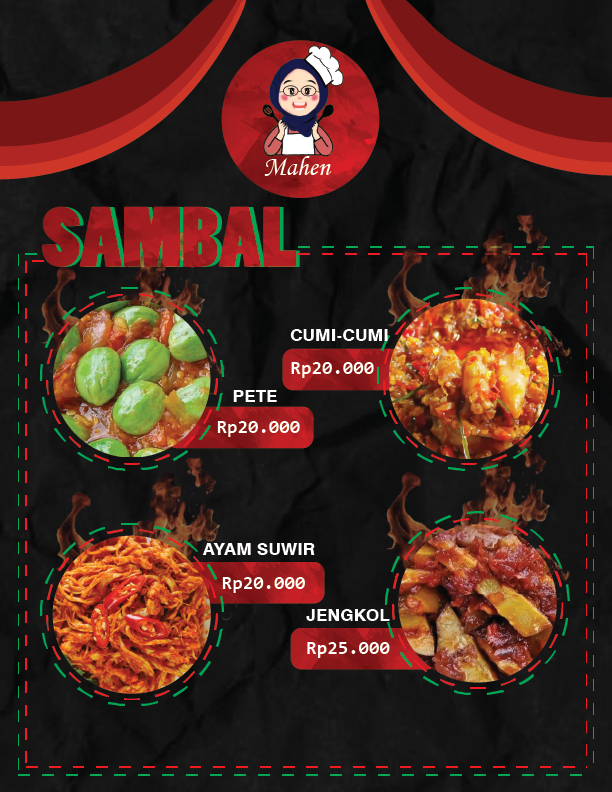 Mahen
SAMBAL
CUMI-CUMI
Rp20.000
PETE
Rp20.000
AYAM SUWIR
Rp20.000
JENGKOL
Rp25.000